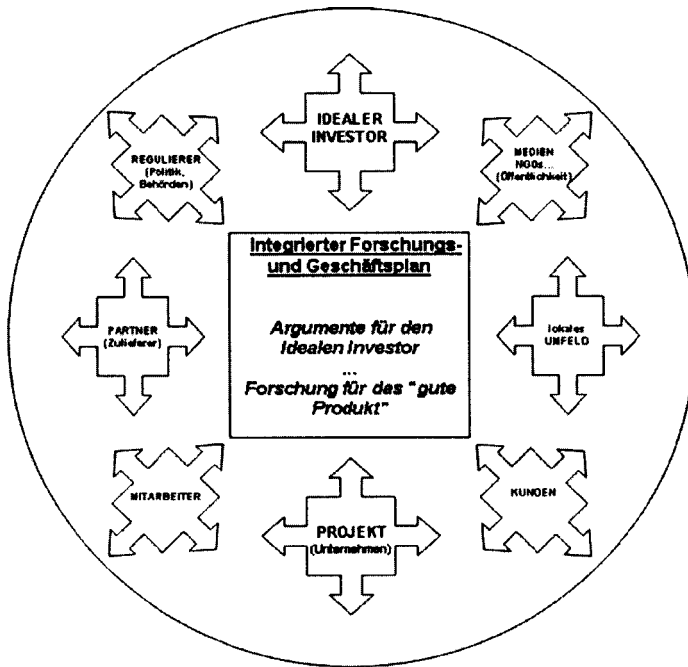 IDEALER
INVESTOR
REGULIERER
(Politik,
Behörden)
MEDIEN
NGOs...
(Öffentlichkeit)
Integrierter Forschungs-
und Geschäftsplan
Argumente für den
Idealen Investor
...
Forschung für das "gute
Produkt"
PARTNER
(Zulieferer)
lokales
UMFELD
MITARBEITER
KUNDEN
PROJEKT
(Unternehmen)